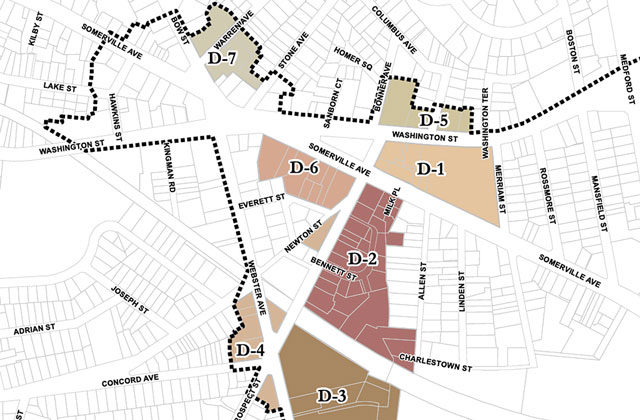 KILBY ST
SOMERVILLE AVE
BOW ST
WARREN AVE
D-7
STONE AVE
COLUMBUS AVE
HOMER SQ
BOSTON ST
MEDFORD ST
LAKE ST
HAWKINS ST
SANBORN CT
BONNER AVE
D-5
WASHINGTON TER
WASHINGTON ST
WASHINGTON ST
KINGMAN RD
SOMERVILLE AVE
D-6
D-1
MERRIAM ST
ROSSMORE ST
MANSFIELD ST
EVERETT ST
MILK PL
NEWTON ST
D-2
BENNETT ST
ALLEN ST
LINDEN ST
SOMERVILLE AVE
WEBSTER AVE
JOSEPH ST
ADRIAN ST
D-4
CHARLESTOWN ST
CONCORD AVE
D-3